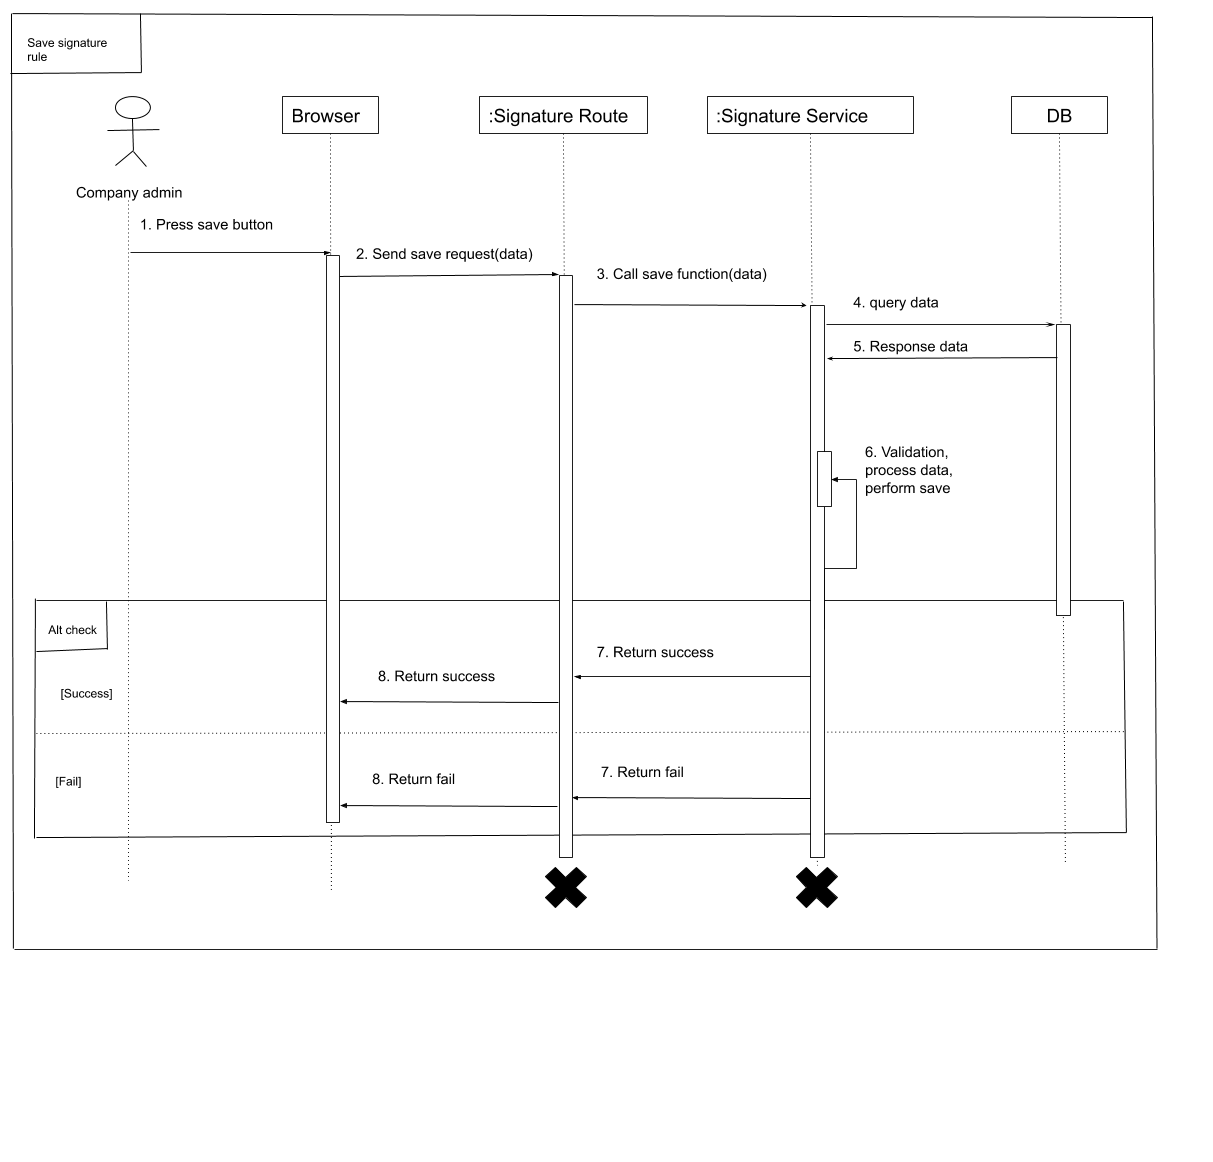 Save signature
rule
Browser
:Signature Route
:Signature Service
DB
Company admin
1. Press save button
2. Send save request(data)
3. Call save function(data)
4. query data
5. Response data
6. Validation,
process data,
perform save
Alt check
7. Return success
8. Return success
[Success]
7. Return fail
8. Return fail
[Fail]